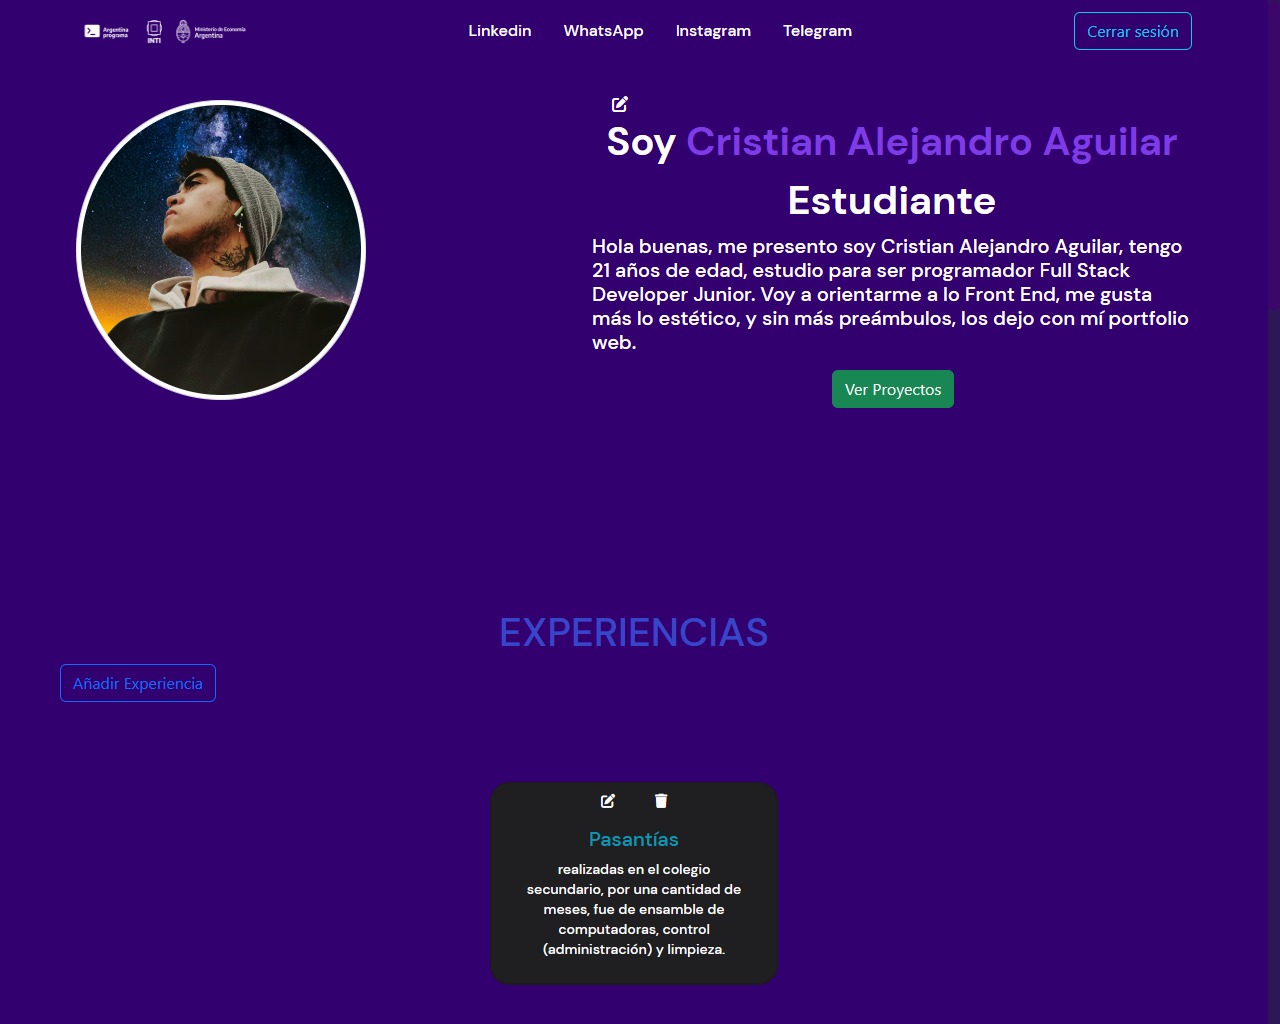 Argentina programa
INTI
Ministerio de Economía Argentina
Linkedin
WhatsApp
Instagram
Telegram
Cerrar sesión
Soy Cristian Alejandro Aguilar
Estudiante
Hola buenas, me presento soy Cristian Alejandro Aguilar, tengo
21 años de edad, estudio para ser programador Full Stack
Developer Junior. Voy a orientarme a lo Front End, me gusta
más lo estético, y sin más preámbulos, los dejo con mí portfolio
web.
Ver Proyectos
EXPERIENCIAS
Añadir Experiencia
Pasantías
realizadas en el colegio
secundario, por una cantidad de
meses, fue de ensamble de
computadoras, control
(administración) y limpieza.